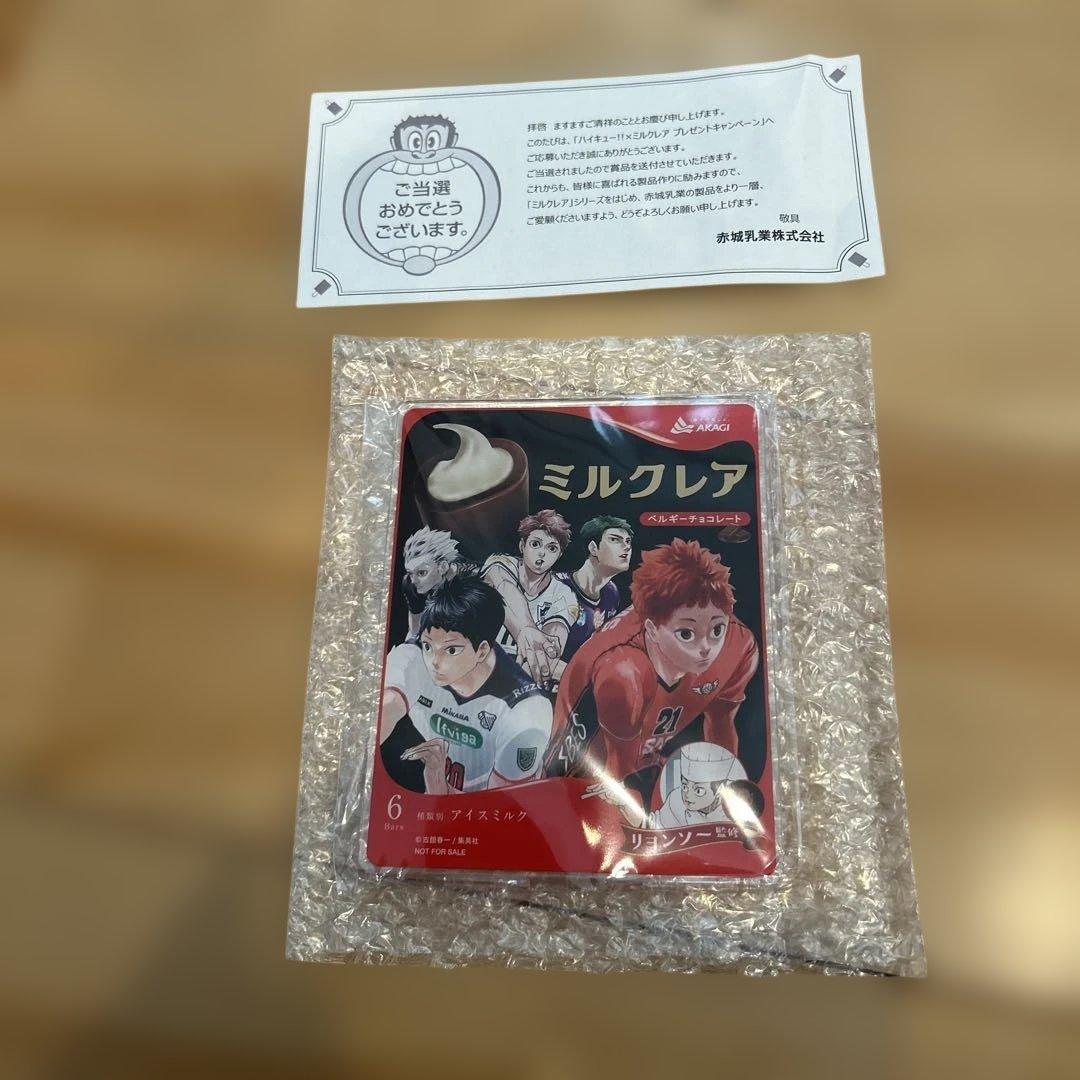 ご当選
おめでとう
ございます。
拝啓 ますますご清祥のこととお慶び申し上げます。
このたびは、「ハイキュー!!×ミルクレア プレゼントキャンペーン」へ
ご応募いただき誠にありがとうございます。
ご当選されましたので賞品を送付させていただきます。
これからも、皆様に喜ばれる製品作りに励みますので、
「ミルクレア」シリーズをはじめ、赤城乳業の製品をより一層、
ご愛顧くださいますよう、どうぞよろしくお願い申し上げます。
敬具
赤城乳業株式会社
AKAGI
ミルクレア
ベルギーチョコレート
Rizze
MIKASA
Ifviga
21
6
Bars
種類別 アイスミルク
©古舘春一/集英社
NOT FOR SALE
リヨンソー監修